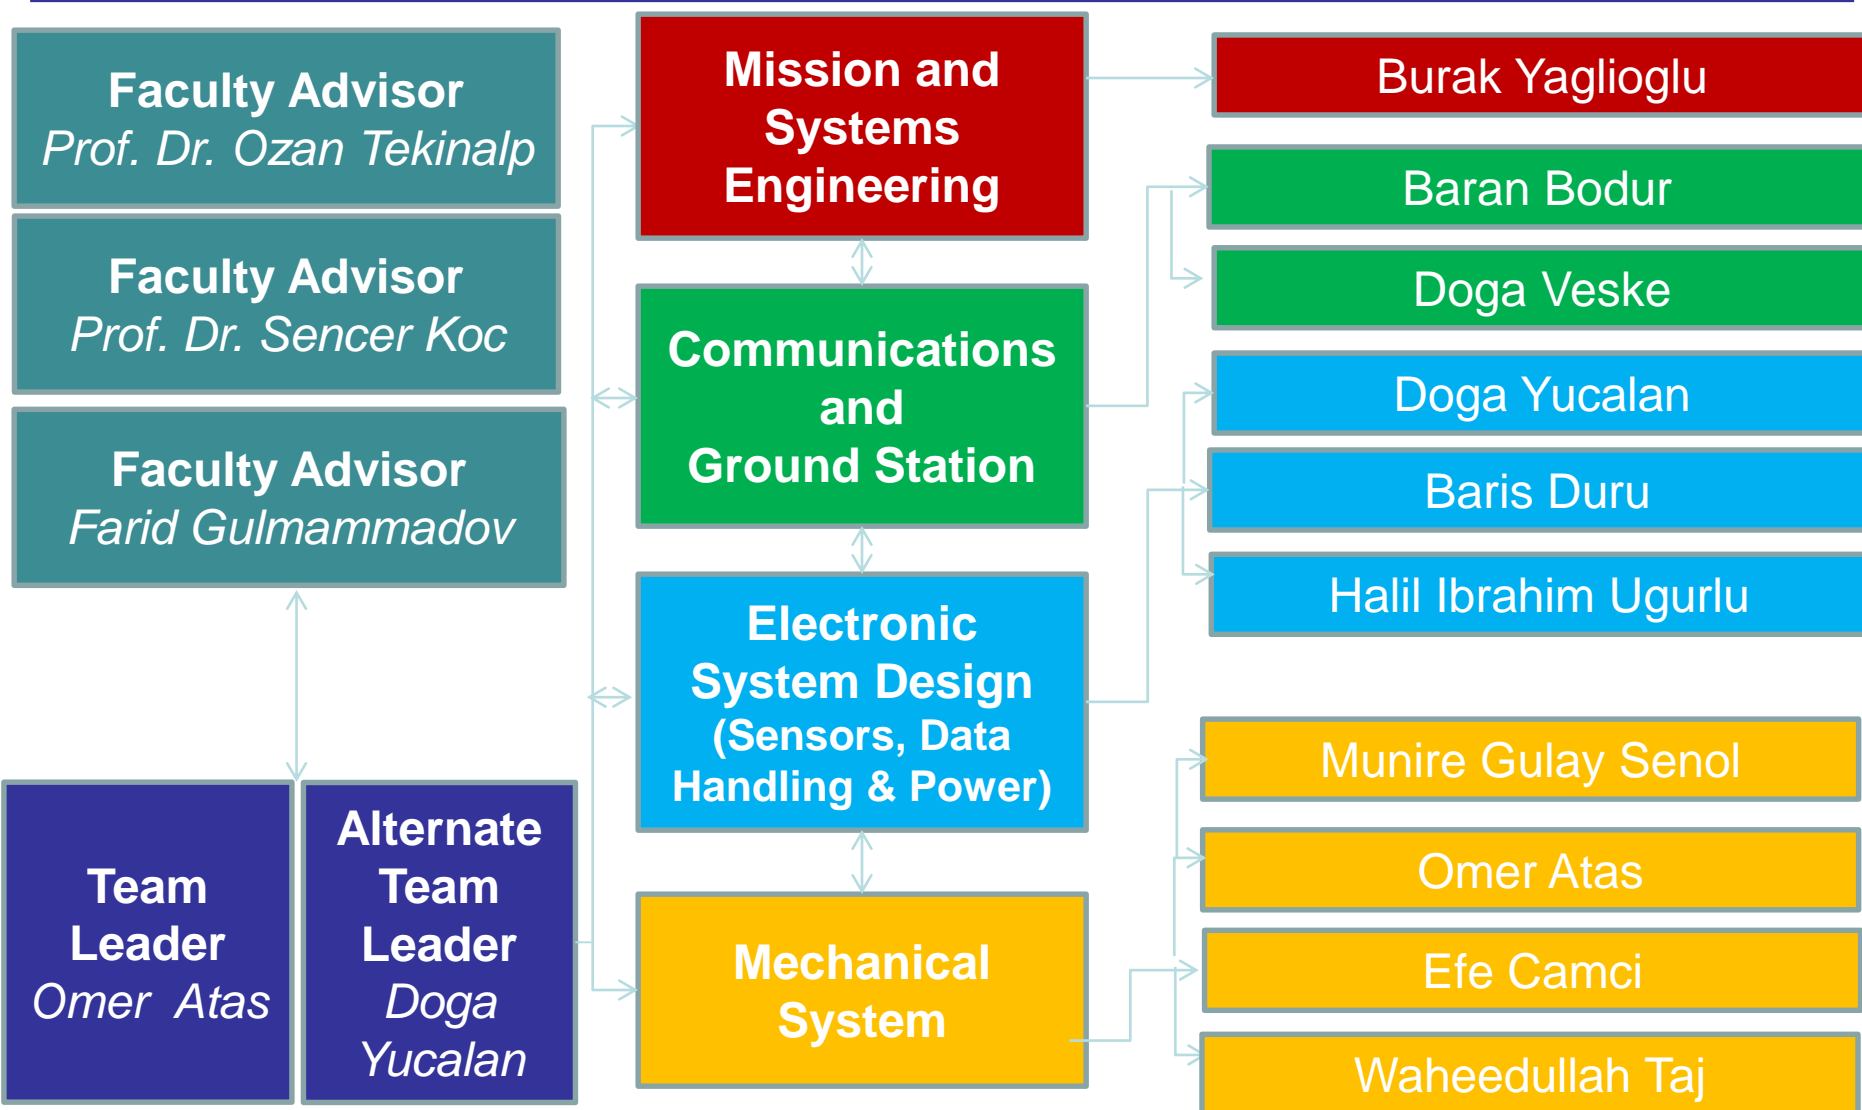 Faculty Advisor
Prof. Dr. Ozan Tekinalp
Faculty Advisor
Prof. Dr. Sencer Koc
Faculty Advisor
Farid Gulmammadov
Team
Leader
Omer Atas
Alternate
Team
Leader
Doga
Yucalan
Mission and
Systems
Engineering
Communications
and
Ground Station
Electronic
System Design
(Sensors, Data
Handling & Power)
Mechanical
System
Burak Yaglioglu
Baran Bodur
Doga Veske
Doga Yucalan
Baris Duru
Halil Ibrahim Ugurlu
Munire Gulay Senol
Omer Atas
Efe Camci
Waheedullah Taj